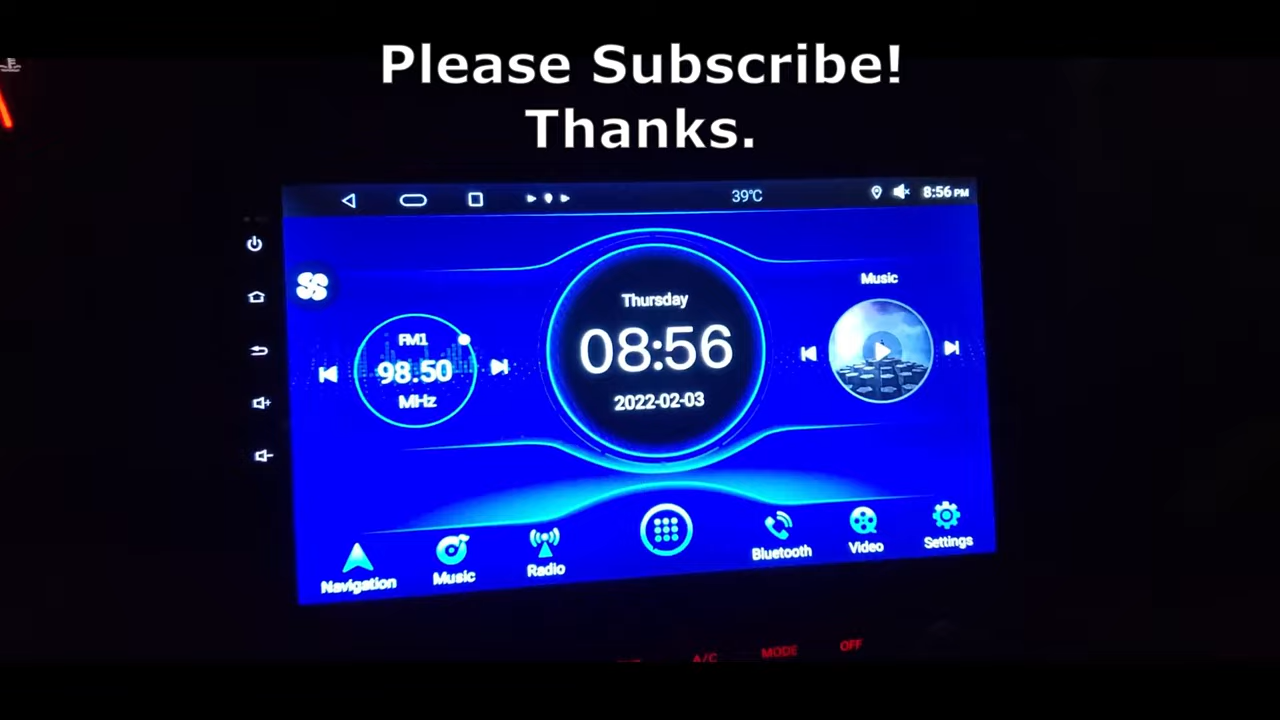 Please Subscribe!
Thanks.
39°C
8:56 PM
Thursday
08:56
2022-02-03
FM1
98.50
MHz
Music
Navigation
Music
Radio
Bluetooth
Video
Settings
A/C
MODE
OFF